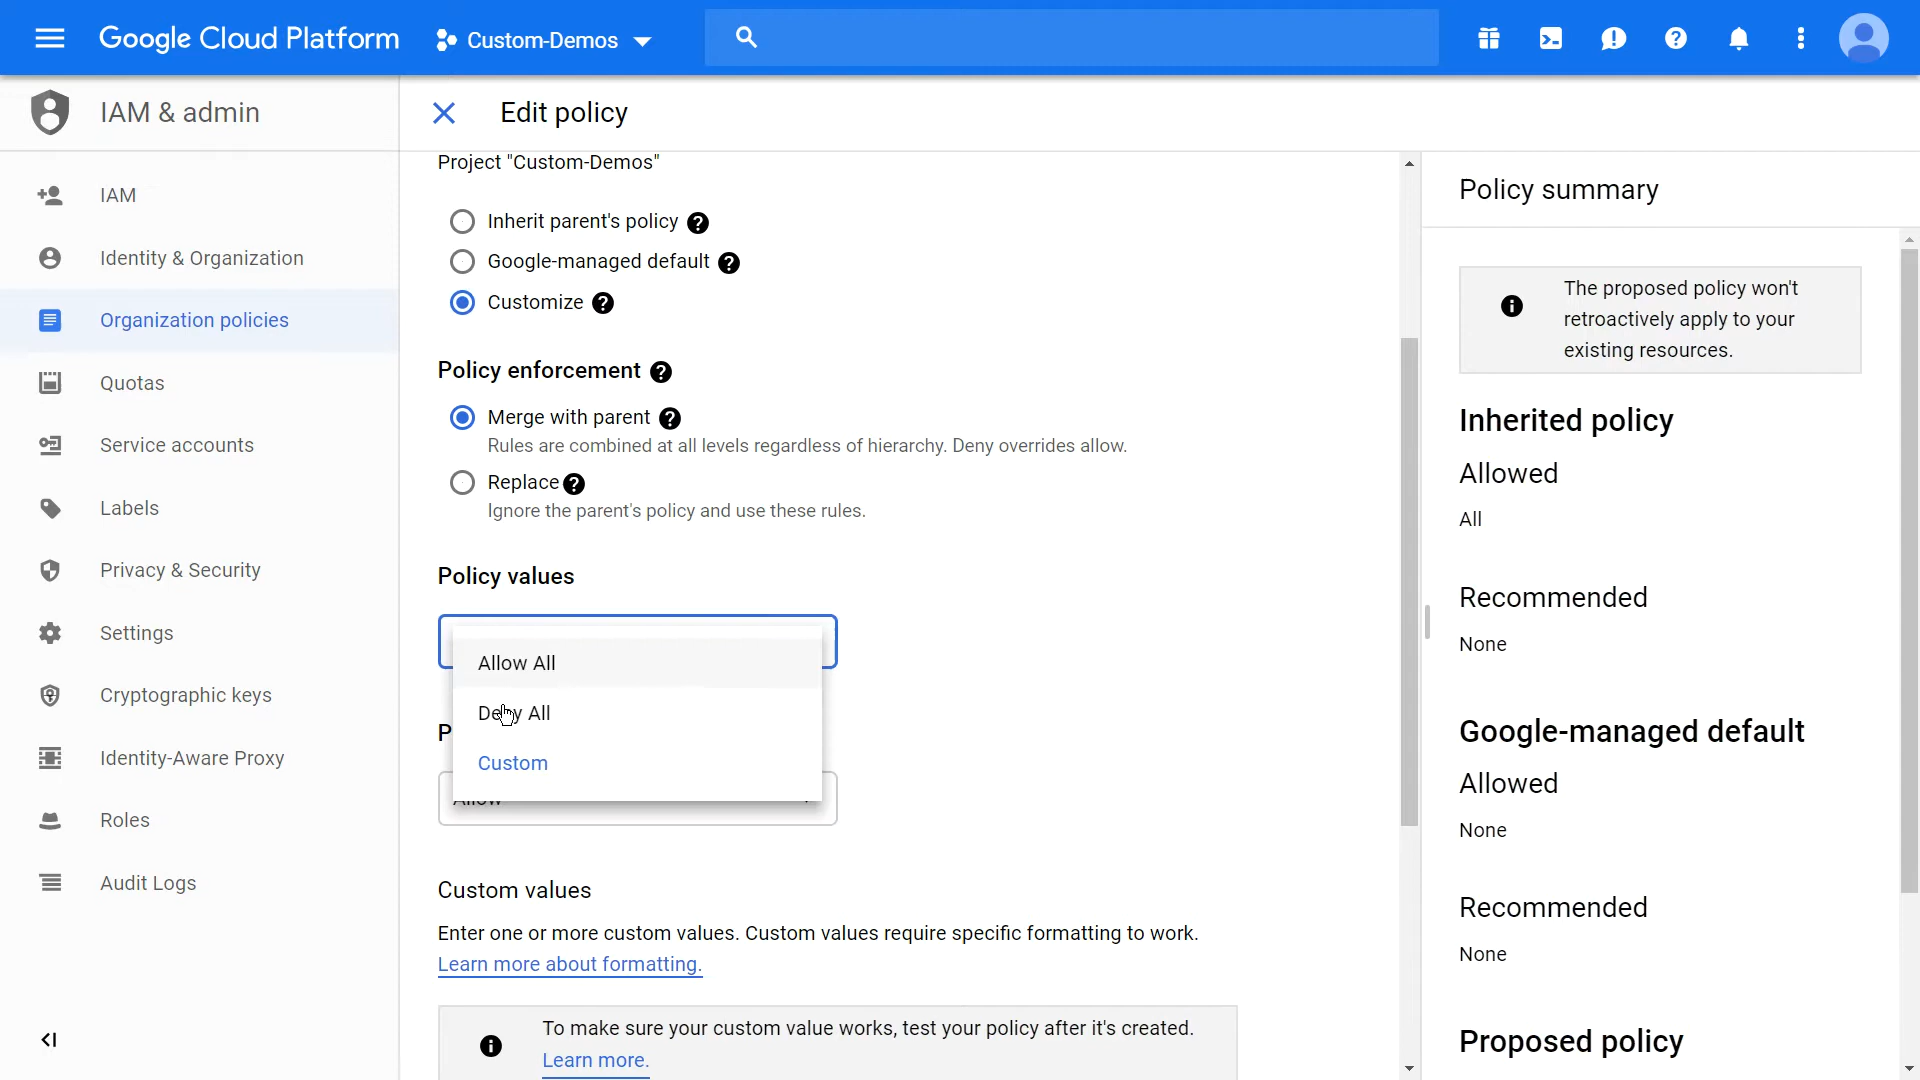 Google Cloud Platform
Custom-Demos
IAM & admin
Edit policy
IAM
Identity & Organization
Organization policies
Quotas
Service accounts
Labels
Privacy & Security
Settings
Cryptographic keys
Identity-Aware Proxy
Roles
Audit Logs
Project "Custom-Demos"
Inherit parent's policy
Google-managed default
Customize
Policy enforcement
Merge with parent
Rules are combined at all levels regardless of hierarchy. Deny overrides allow.
Replace
Ignore the parent's policy and use these rules.
Policy values
Allow All
Deny All
Custom
P
Allow
Custom values
Enter one or more custom values. Custom values require specific formatting to work.
Learn more about formatting.
To make sure your custom value works, test your policy after it's created.
Learn more.
Policy summary
The proposed policy won't
retroactively apply to your
existing resources.
Inherited policy
Allowed
All
Recommended
None
Google-managed default
Allowed
None
Recommended
None
Proposed policy